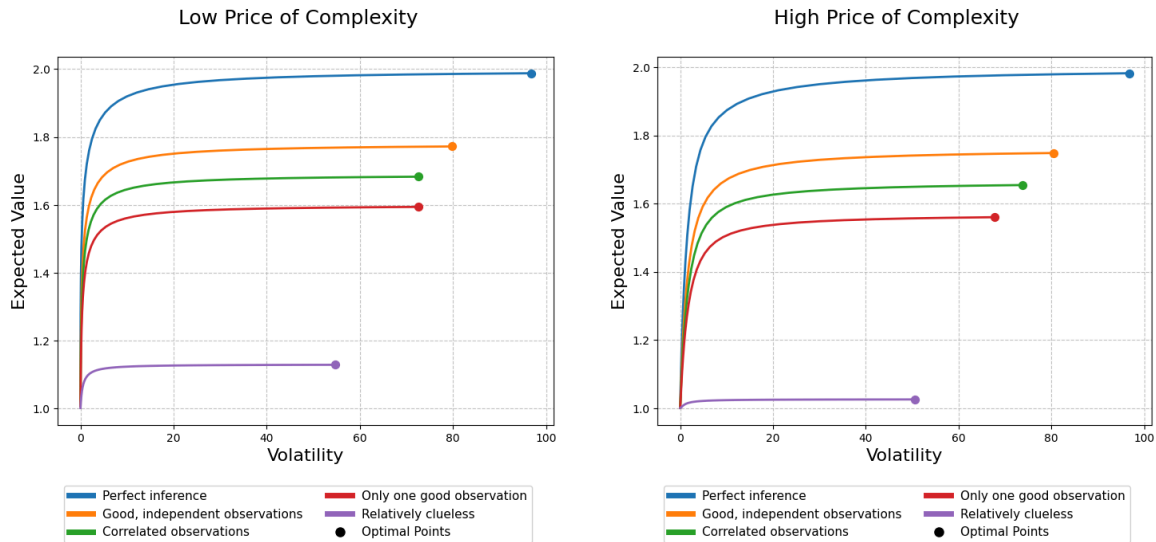 Low Price of Complexity
2.0
1.8
1.6
1.4
1.2
1.0
Expected Value
0 20 40 60 80 100
Volatility
Perfect inference
Good, independent observations
Correlated observations
Only one good observation
Relatively clueless
Optimal Points
High Price of Complexity
2.0
1.8
1.6
1.4
1.2
1.0
Expected Value
0 20 40 60 80 100
Volatility
Perfect inference
Good, independent observations
Correlated observations
Only one good observation
Relatively clueless
Optimal Points